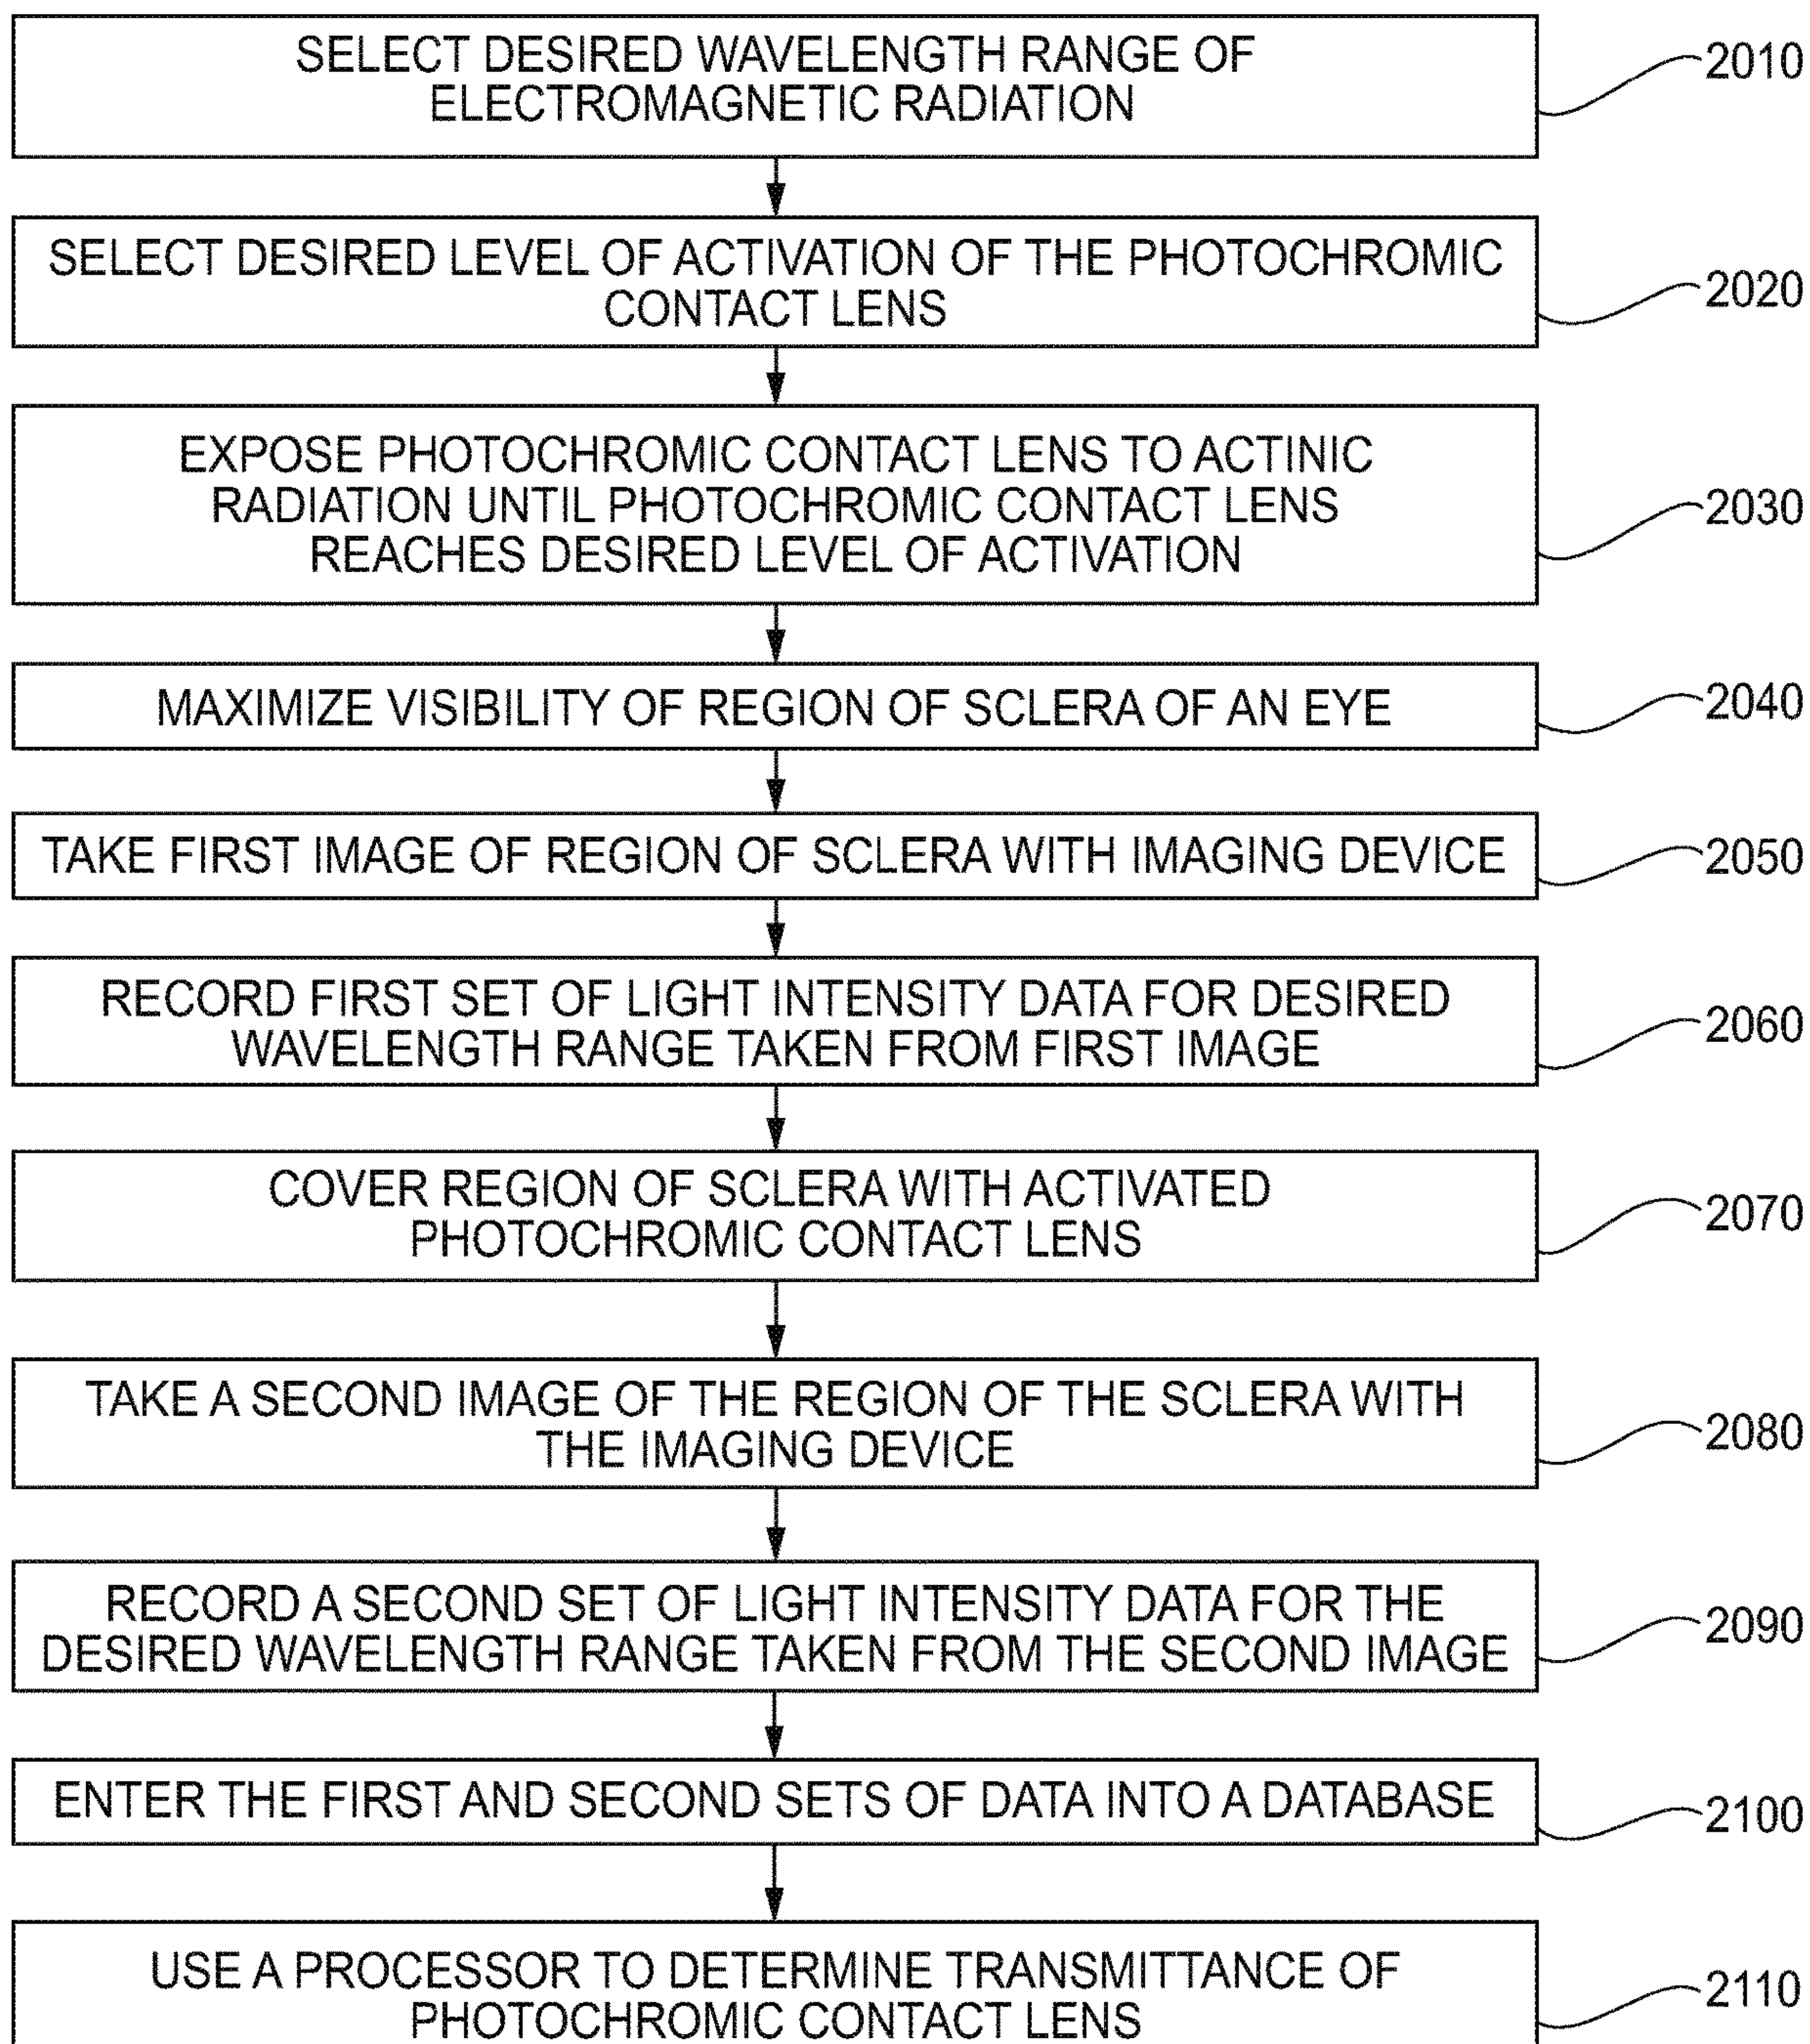 SELECT DESIRED WAVELENGTH RANGE OF
ELECTROMAGNETIC RADIATION
2010
SELECT DESIRED LEVEL OF ACTIVATION OF THE PHOTOCHROMIC
CONTACT LENS
2020
EXPOSE PHOTOCHROMIC CONTACT LENS TO ACTINIC
RADIATION UNTIL PHOTOCHROMIC CONTACT LENS
REACHES DESIRED LEVEL OF ACTIVATION
2030
MAXIMIZE VISIBILITY OF REGION OF SCLERA OF AN EYE
2040
TAKE FIRST IMAGE OF REGION OF SCLERA WITH IMAGING DEVICE
2050
RECORD FIRST SET OF LIGHT INTENSITY DATA FOR DESIRED
WAVELENGTH RANGE TAKEN FROM FIRST IMAGE
2060
COVER REGION OF SCLERA WITH ACTIVATED
PHOTOCHROMIC CONTACT LENS
2070
TAKE A SECOND IMAGE OF THE REGION OF THE SCLERA WITH
THE IMAGING DEVICE
2080
RECORD A SECOND SET OF LIGHT INTENSITY DATA FOR THE
DESIRED WAVELENGTH RANGE TAKEN FROM THE SECOND IMAGE
2090
ENTER THE FIRST AND SECOND SETS OF DATA INTO A DATABASE
2100
USE A PROCESSOR TO DETERMINE TRANSMITTANCE OF
PHOTOCHROMIC CONTACT LENS
2110